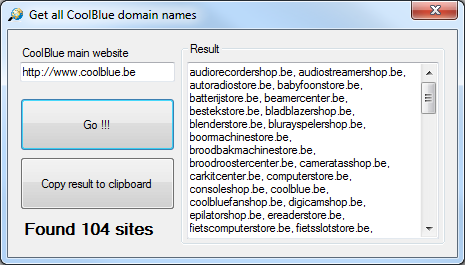 Get all CoolBlue domain names
CoolBlue main website
http://www.coolblue.be
Go !!!
Copy result to clipboard
Found 104 sites
Result
audiorecordershop.be, audiostreamershop.be,
autoradiostore.be, babyfoonstore.be,
batterijstore.be, beamercenter.be,
bestekstore.be, bladblazershop.be,
blenderstore.be, blurayspelershop.be,
boormachinestore.be,
broodbakmachinestore.be,
broodroostercenter.be, cameratasshop.be,
carkitcenter.be, computerstore.be,
consoleshop.be, coolblue.be,
coolbluefanshop.be, digicamshop.be,
epilatorshop.be, ereaderstore.be,
fietscomputerstore.be, fietsslotstore.be,